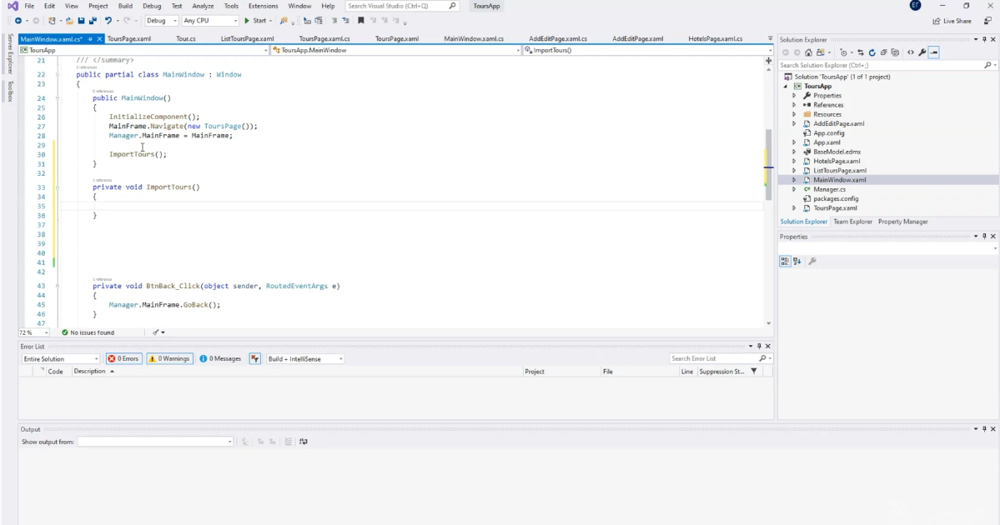 File Edit View Project Build Debug Test Analyze Tools Extensions Window Help Search Visual Studio (Ctrl+Q) ToursApp
Debug Any CPU Start Live Share
MainWindow.xaml.cs* ToursPage.xaml Tour.cs ListToursPage.xaml ToursPage.xaml.cs ToursPage.xaml MainWindow.xaml.cs AddEditPage.xaml.cs AddEditPage.xaml HotelsPage.xaml.cs
ToursApp ToursApp.MainWindow ImportTours()
Server Explorer
Toolbox
21 /// </summary>
22 public partial class MainWindow : Window
23 {
24 public MainWindow()
25 {
26 InitializeComponent();
27 MainFrame.Navigate(new ToursPage());
28 Manager.MainFrame = MainFrame;
29
30 ImportTours();
31 }
32
33 private void ImportTours()
34 {
35
36 }
37
38
39
40
41
42
1 reference
43 private void BtnBack_Click(object sender, RoutedEventArgs e)
44 {
45 Manager.MainFrame.GoBack();
46 }
47
72 % No issues found
Error List
Entire Solution 0 Errors 0 Warnings 0 Messages Build + IntelliSense Search Error List
Code Description Project File Line Suppression St...
Output
Show output from:
Solution Explorer
Search Solution Explorer (Ctrl+;)
Solution 'ToursApp' (1 of 1 project)
ToursApp
Properties
References
Resources
AddEditPage.xaml
App.config
App.xaml
BaseModel.edmx
HotelsPage.xaml
ListToursPage.xaml
MainWindow.xaml
Manager.cs
packages.config
ToursPage.xaml
Solution Explorer Team Explorer Property Manager
Properties